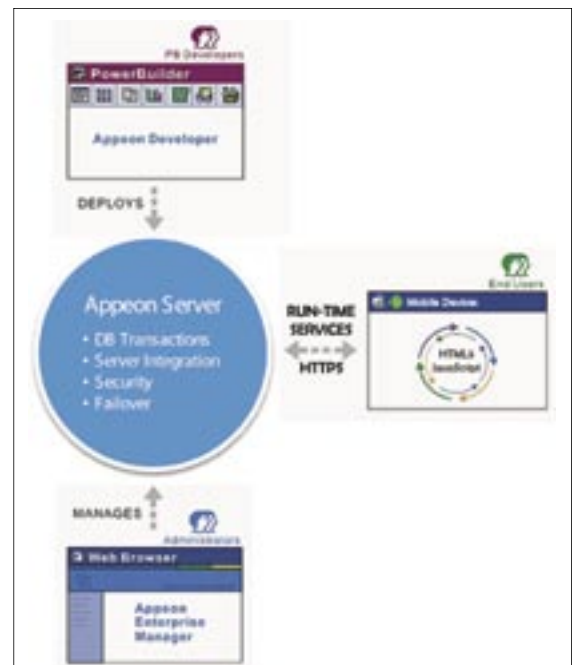 PB Developers
PowerBuilder
Appeon Developer
DEPLOYS
Appeon Server
• DB Transactions
• Server Integration
• Security
• Failover
RUN-TIME
SERVICES
HTTPS
End Users
Mobile Devices
HTML5
JavaScript
MANAGES
Administrators
Web Browser
Appeon
Enterprise
Manager